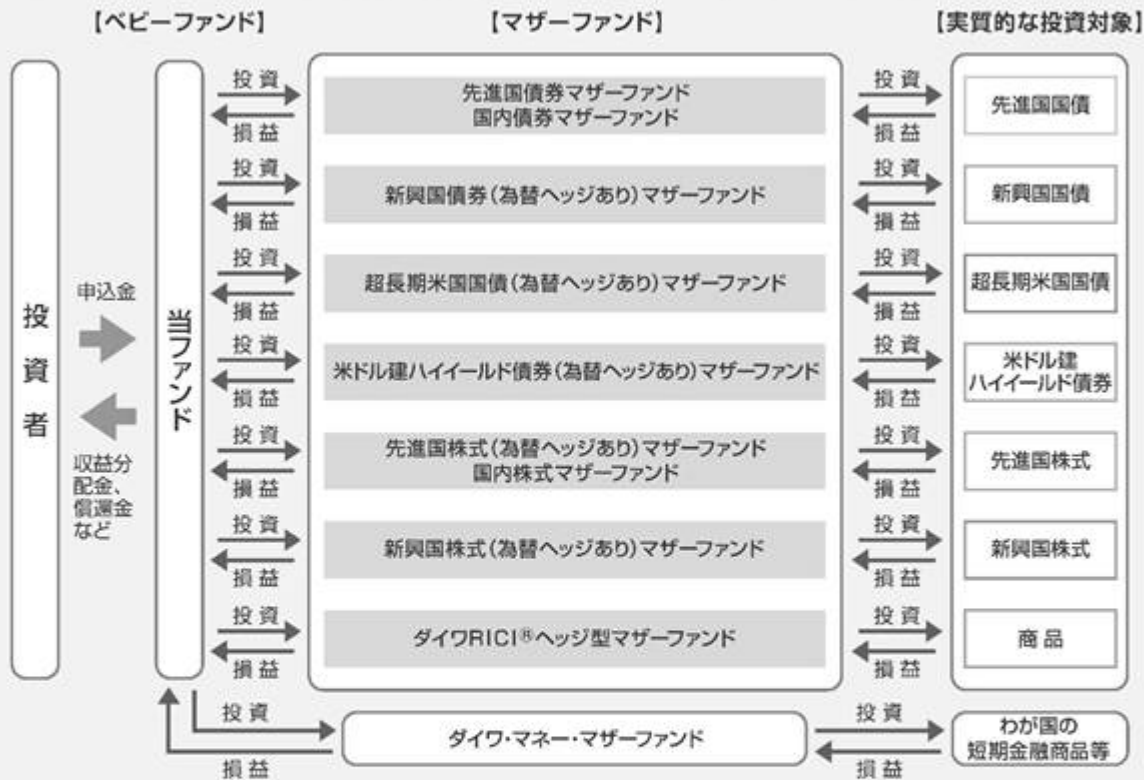 【ベビーファンド】
【マザーファンド】
【実質的な投資対象】
投資者
申込金
収益分
配金、
償還金
など
当ファンド
投資
損益
先進国債券マザーファンド
国内債券マザーファンド
投資
損益
先進国国債
投資
損益
新興国債券(為替ヘッジあり)マザーファンド
投資
損益
新興国国債
投資
損益
超長期米国国債(為替ヘッジあり)マザーファンド
投資
損益
超長期米国国債
投資
損益
米ドル建ハイイールド債券(為替ヘッジあり)マザーファンド
投資
損益
米ドル建
ハイイールド債券
投資
損益
先進国株式(為替ヘッジあり)マザーファンド
国内株式マザーファンド
投資
損益
先進国株式
投資
損益
新興国株式(為替ヘッジあり)マザーファンド
投資
損益
新興国株式
投資
損益
ダイワRICI®ヘッジ型マザーファンド
投資
損益
商品
投資
損益
ダイワ・マネー・マザーファンド
投資
損益
わが国の
短期金融商品等